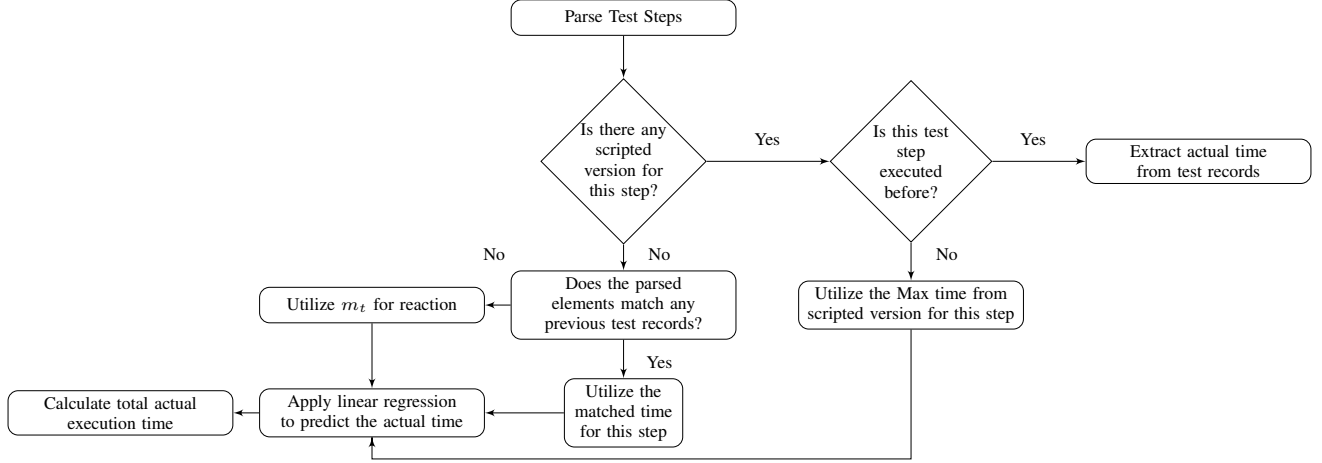 Parse Test Steps
Is there any
scripted
version for
this step?
Yes
Is this test
step
executed
before?
Yes
Extract actual time
from test records
No
No
No
Does the parsed
elements match any
previous test records?
Utilize m_t for reaction
Utilize the Max time from
scripted version for this step
Yes
Utilize the
matched time
for this step
Apply linear regression
to predict the actual time
Calculate total actual
execution time